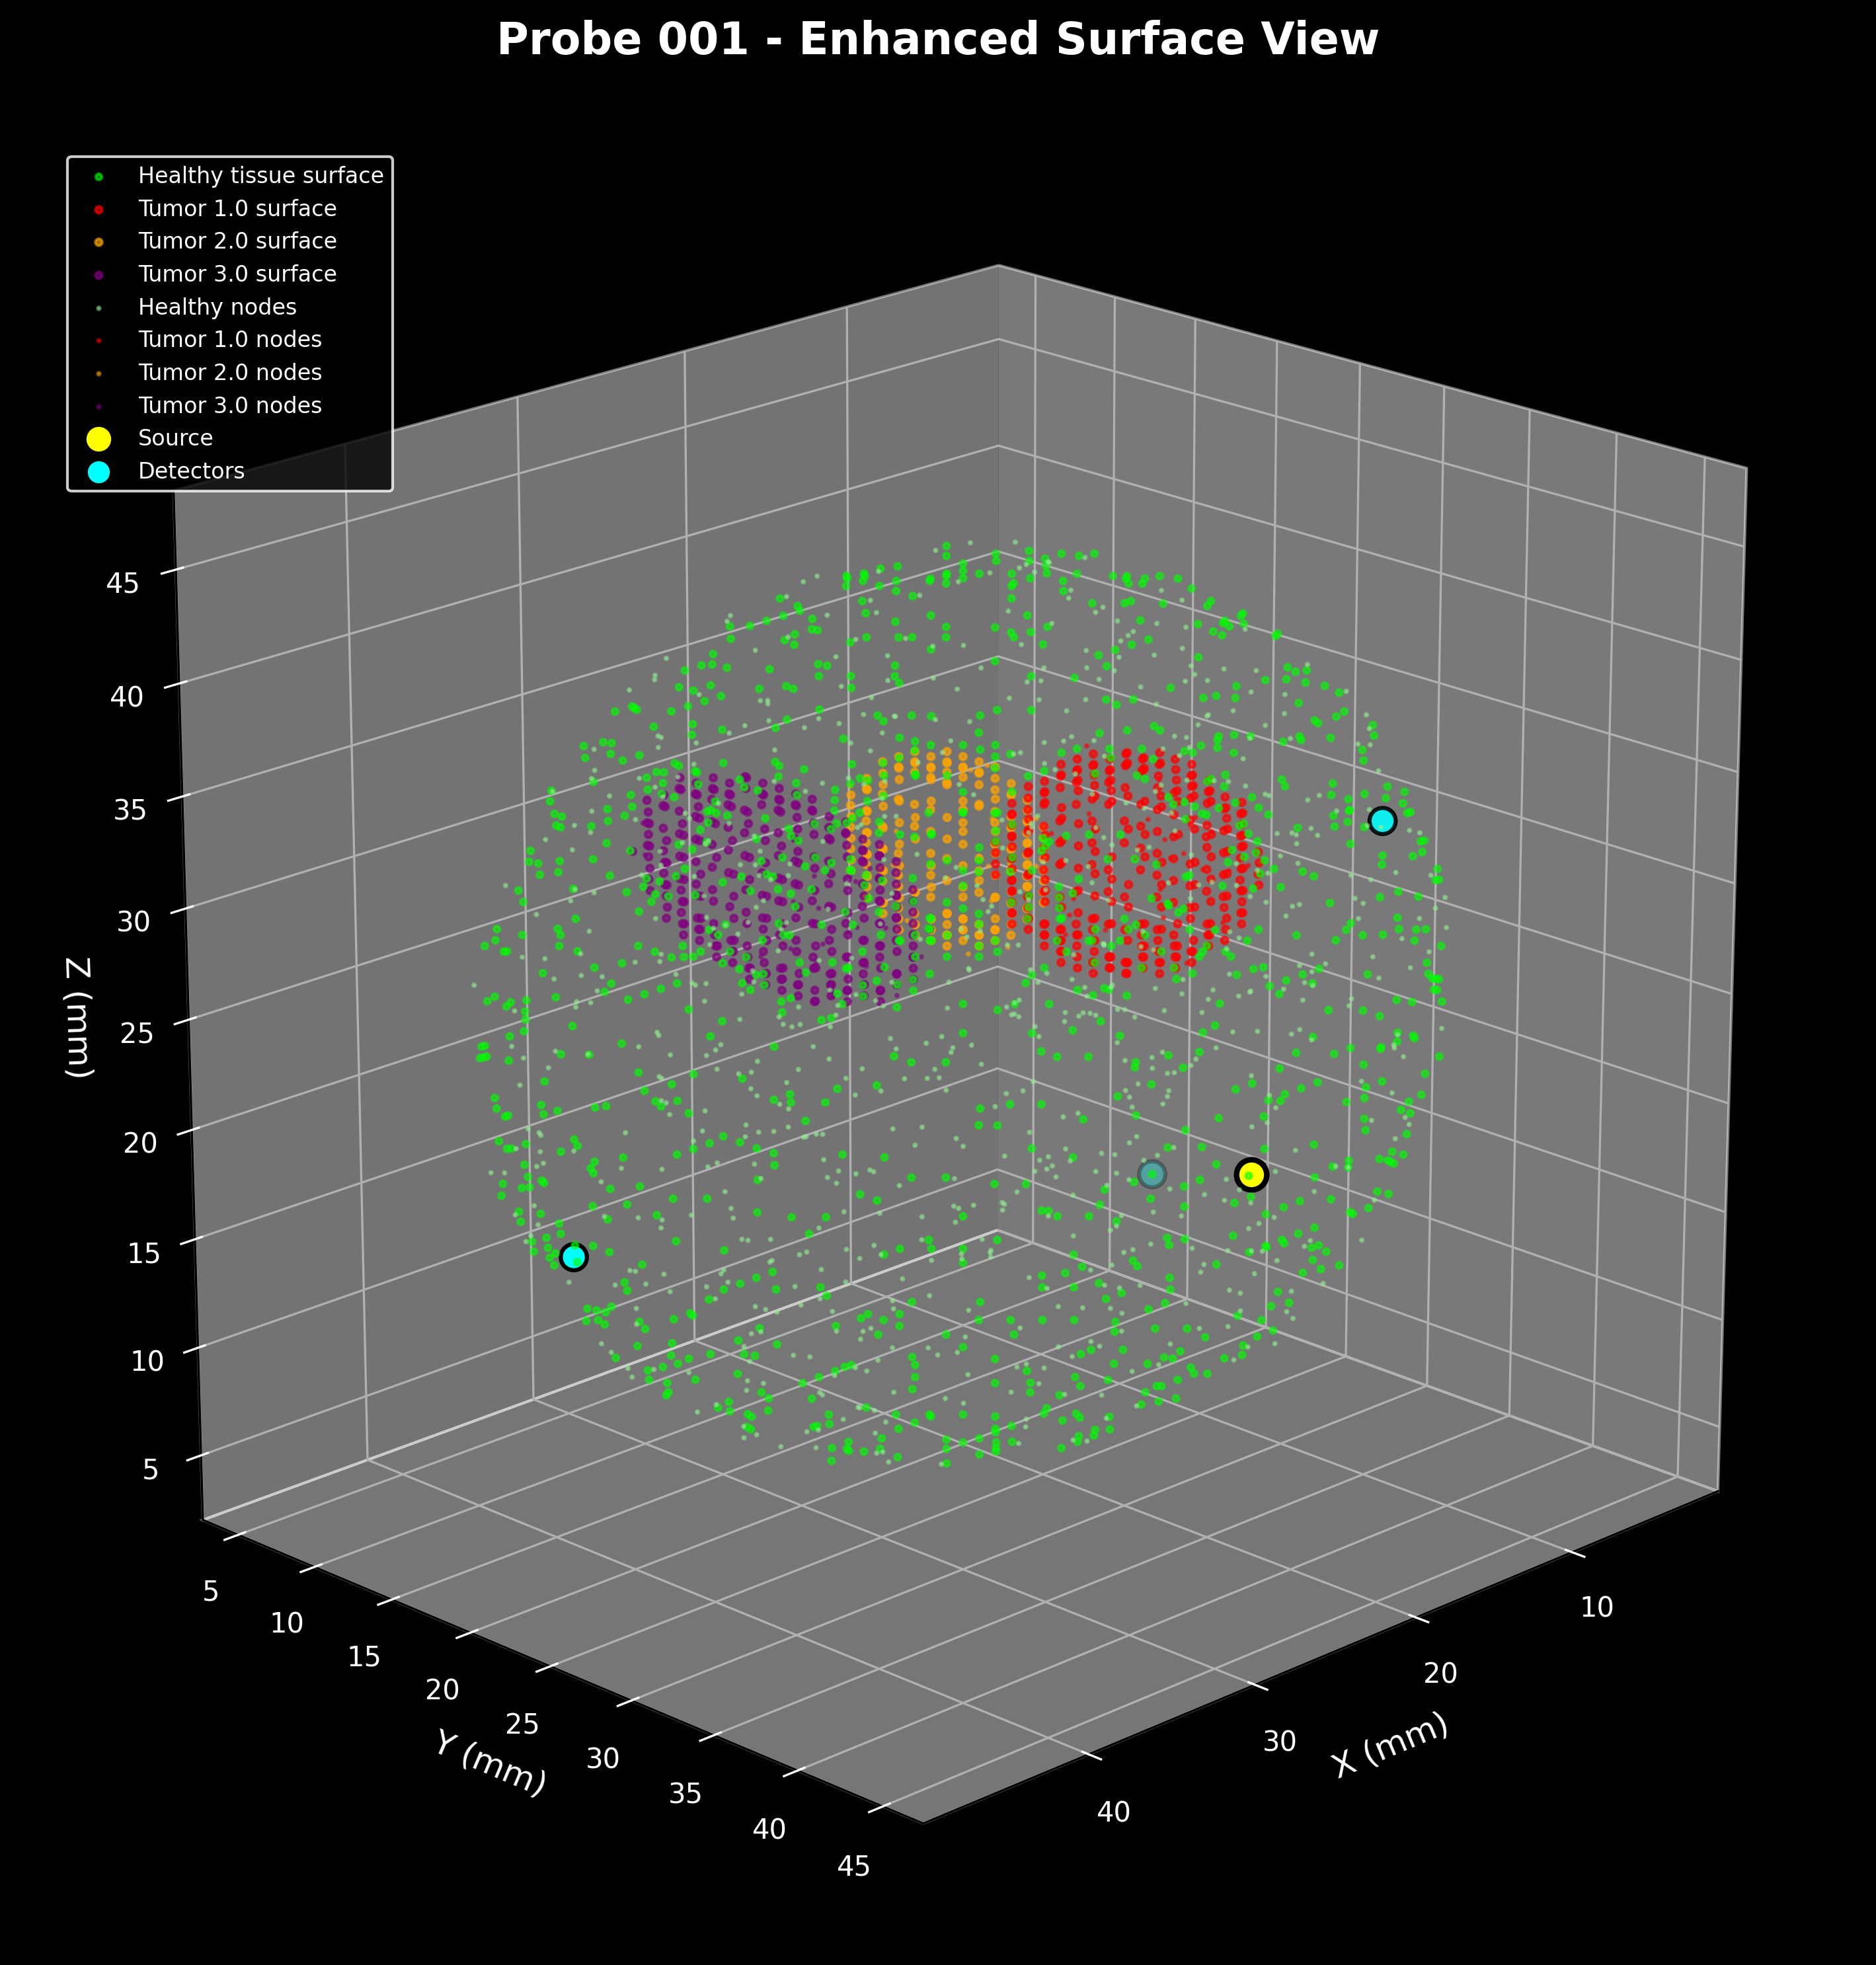 Probe 001 - Enhanced Surface View
Healthy tissue surface
Tumor 1.0 surface
Tumor 2.0 surface
Tumor 3.0 surface
Healthy nodes
Tumor 1.0 nodes
Tumor 2.0 nodes
Tumor 3.0 nodes
Source
Detectors
45
40
35
30
25
20
15
10
5
Z (mm)
5
10
15
20
25
30
35
40
45
Y (mm)
10
20
30
40
X (mm)